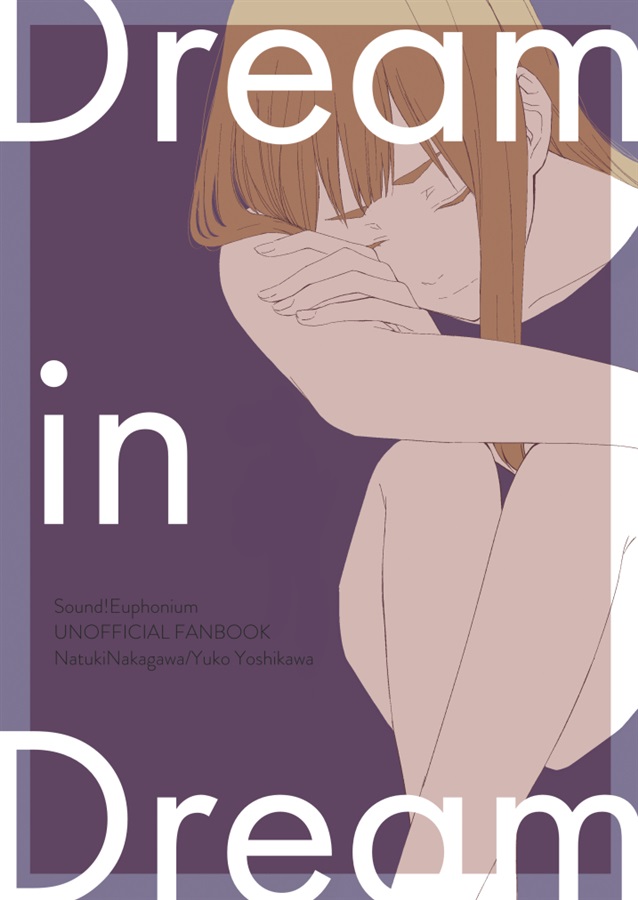 Dream
in
Sound!Euphonium
UNOFFICIAL FANBOOK
NatukiNakagawa/Yuko Yoshikawa
Dream